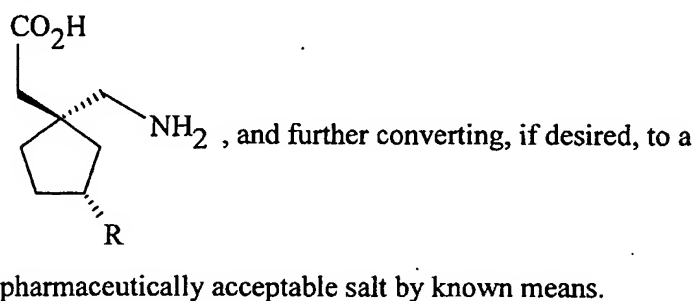 CO2H
NH2 , and further converting, if desired, to a
R
pharmaceutically acceptable salt by known means.